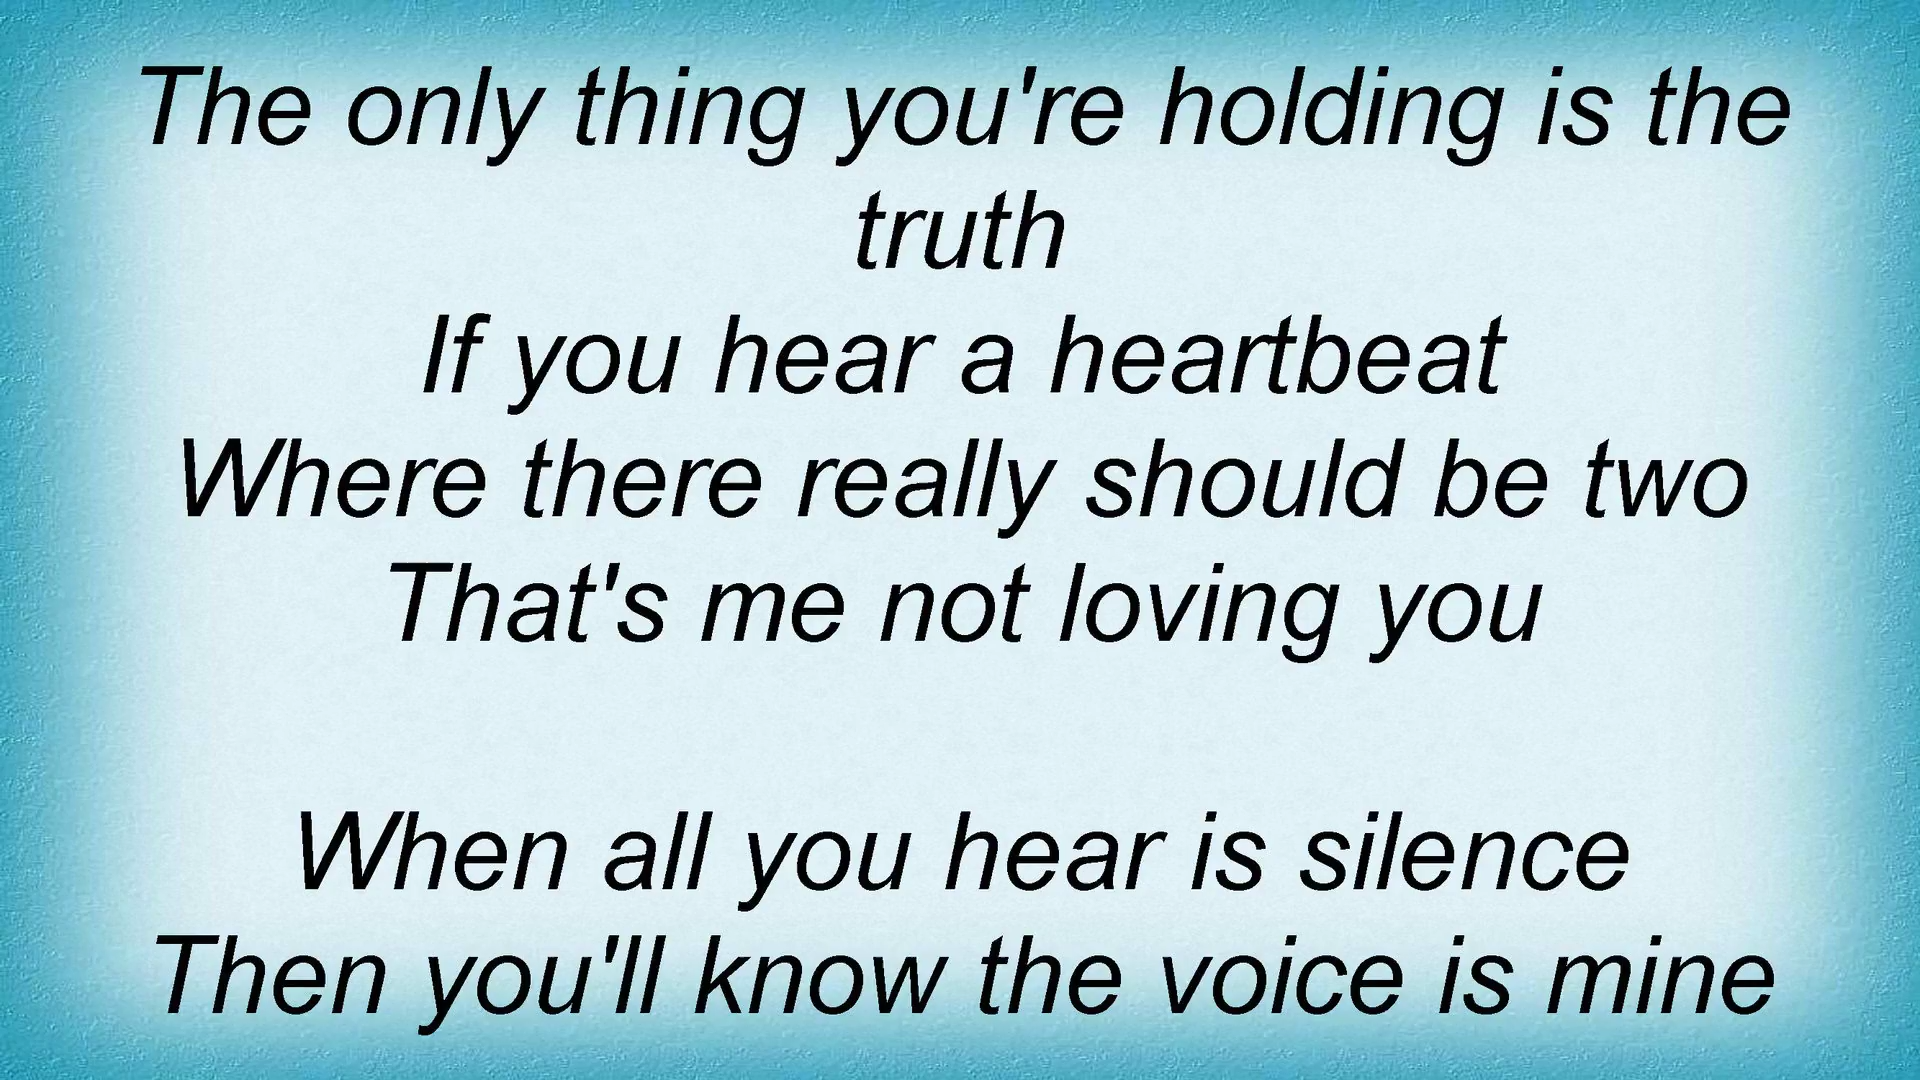 The only thing you're holding is the
truth
If you hear a heartbeat
Where there really should be two
That's me not loving you
When all you hear is silence
Then you'll know the voice is mine